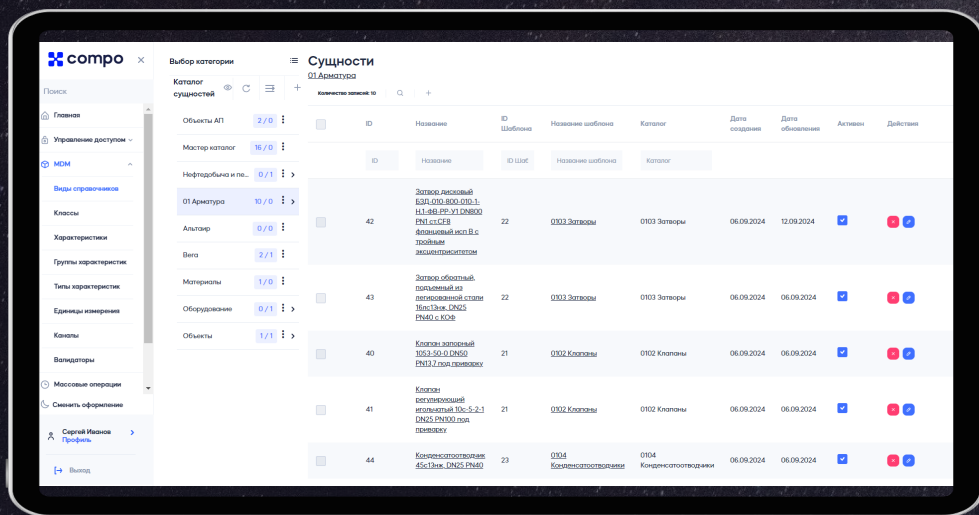 compo ×
Поиск
Главная
Управление доступом
MDM
Виды справочников
Классы
Характеристики
Группы характеристик
Типы характеристик
Единицы измерения
Каналы
Валидаторы
Массовые операции
Сменить оформление
Сергей Иванов
Профиль
Выход
Выбор категории
Каталог
сущностей
Объекты АП 2 / 0
Мастер каталог 16 / 0
Нефтедобыча и пе... 0 / 1
01 Арматура 10 / 0
Альтаир 0 / 0
Вега 2 / 1
Материалы 1 / 0
Оборудование 0 / 1
Объекты 1 / 1
Сущности
01 Арматура
Количество записей: 10
ID Название ID Шаблона Название шаблона Каталог Дата создания Дата обновления Активен Действия
ID Название ID Шаб Название шаблона Каталог
42
Затвор дисковый
БЗД-010-800-010-1-
Н.1-ФВ-РР-У1 DN800
PN1 ст.CF8
фланцевый исп В с
тройным
эксцентриситетом
22 0103 Затворы 0103 Затворы 06.09.2024 12.09.2024
43
Затвор обратный,
подъемный из
легированной стали
16лс13нж, DN25
PN40 с КОФ
22 0103 Затворы 0103 Затворы 06.09.2024 06.09.2024
40
Клапан запорный
1053-50-0 DN50
PN13,7 под приварку
21 0102 Клапаны 0102 Клапаны 06.09.2024 06.09.2024
41
Клапан
регулирующий
игольчатый 10с-5-2-1
DN25 PN100 под
приварку
21 0102 Клапаны 0102 Клапаны 06.09.2024 06.09.2024
44
Конденсатоотводчик
45с13нж, DN25 PN40
23
0104
Конденсатоотводчики
0104
Конденсатоотводчики
06.09.2024 06.09.2024